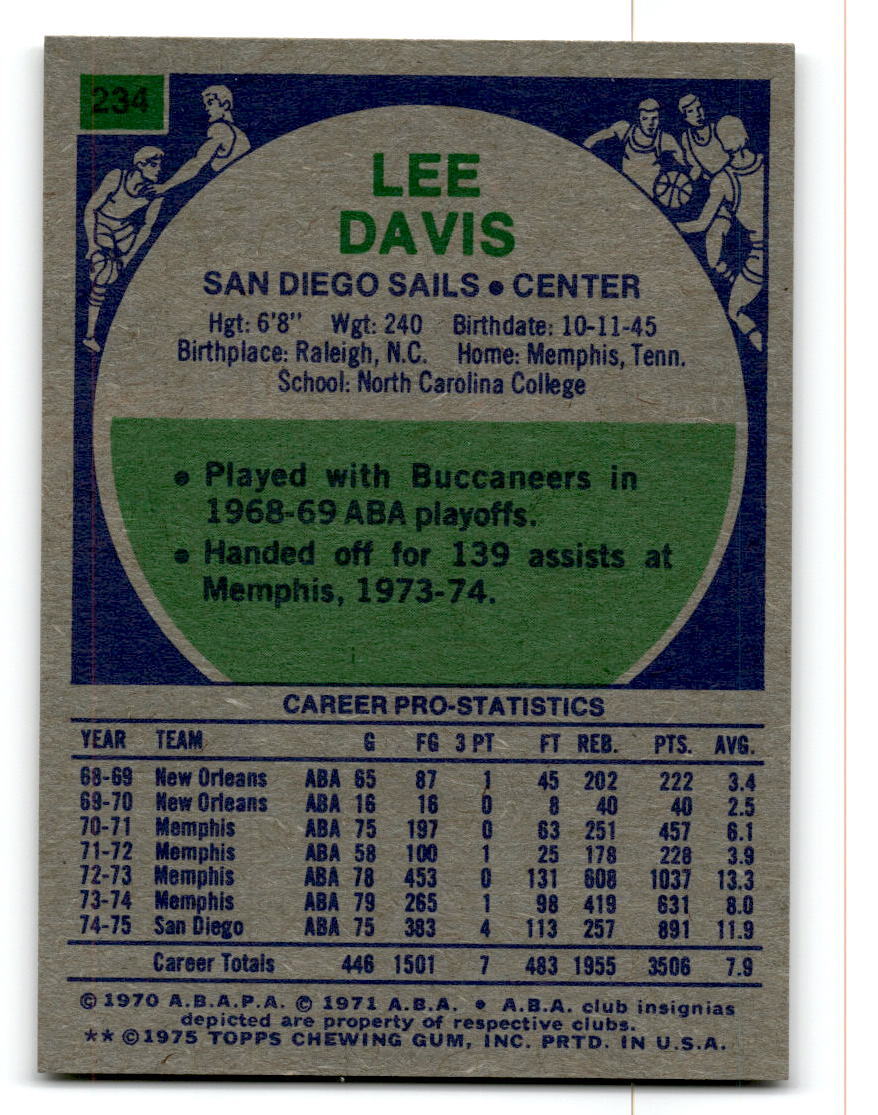 234
LEE
DAVIS
SAN DIEGO SAILS • CENTER
Hgt: 6'8" Wgt: 240 Birthdate: 10-11-45
Birthplace: Raleigh, N.C. Home: Memphis, Tenn.
School: North Carolina College
• Played with Buccaneers in
1968-69 ABA playoffs.
• Handed off for 139 assists at
Memphis, 1973-74.
CAREER PRO-STATISTICS
YEAR TEAM G FG 3 PT FT REB. PTS. AVG.
68-69 New Orleans ABA 65 87 1 45 202 222 3.4
69-70 New Orleans ABA 16 16 0 8 40 40 2.5
70-71 Memphis ABA 75 197 0 63 251 457 6.1
71-72 Memphis ABA 58 100 1 25 178 228 3.9
72-73 Memphis ABA 78 453 0 131 608 1037 13.3
73-74 Memphis ABA 79 265 1 98 419 631 8.0
74-75 San Diego ABA 75 383 4 113 257 891 11.9
Career Totals 446 1501 7 483 1955 3506 7.9
© 1970 A.B.A.P.A. © 1971 A.B.A. • A.B.A. club insignias
depicted are property of respective clubs.
** © 1975 TOPPS CHEWING GUM, INC. PRTD. IN U.S.A.